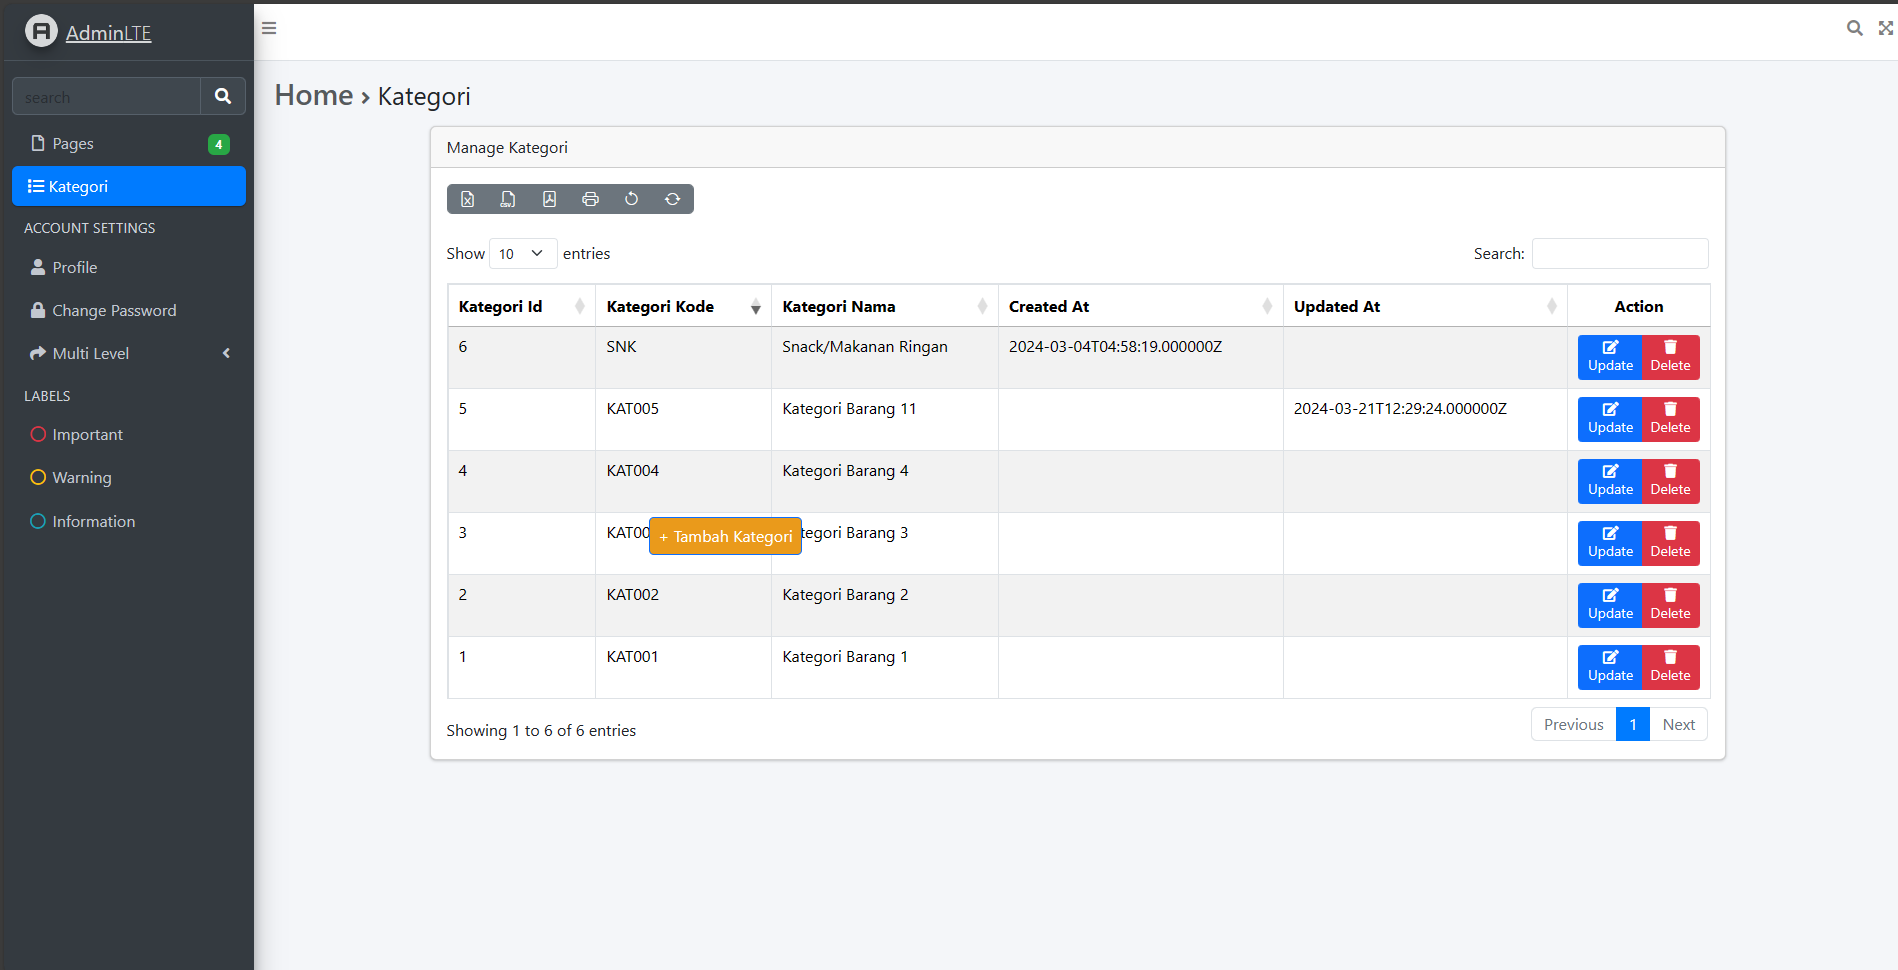 AdminLTE
search
Pages 4
Kategori
ACCOUNT SETTINGS
Profile
Change Password
Multi Level
LABELS
Important
Warning
Information
Home › Kategori
Manage Kategori
Show 10 entries
Search:
Kategori Id Kategori Kode Kategori Nama Created At Updated At Action
6 SNK Snack/Makanan Ringan 2024-03-04T04:58:19.000000Z Update Delete
5 KAT005 Kategori Barang 11 2024-03-21T12:29:24.000000Z Update Delete
4 KAT004 Kategori Barang 4 Update Delete
3 KAT00 + Tambah Kategori tegori Barang 3 Update Delete
2 KAT002 Kategori Barang 2 Update Delete
1 KAT001 Kategori Barang 1 Update Delete
Showing 1 to 6 of 6 entries
Previous 1 Next